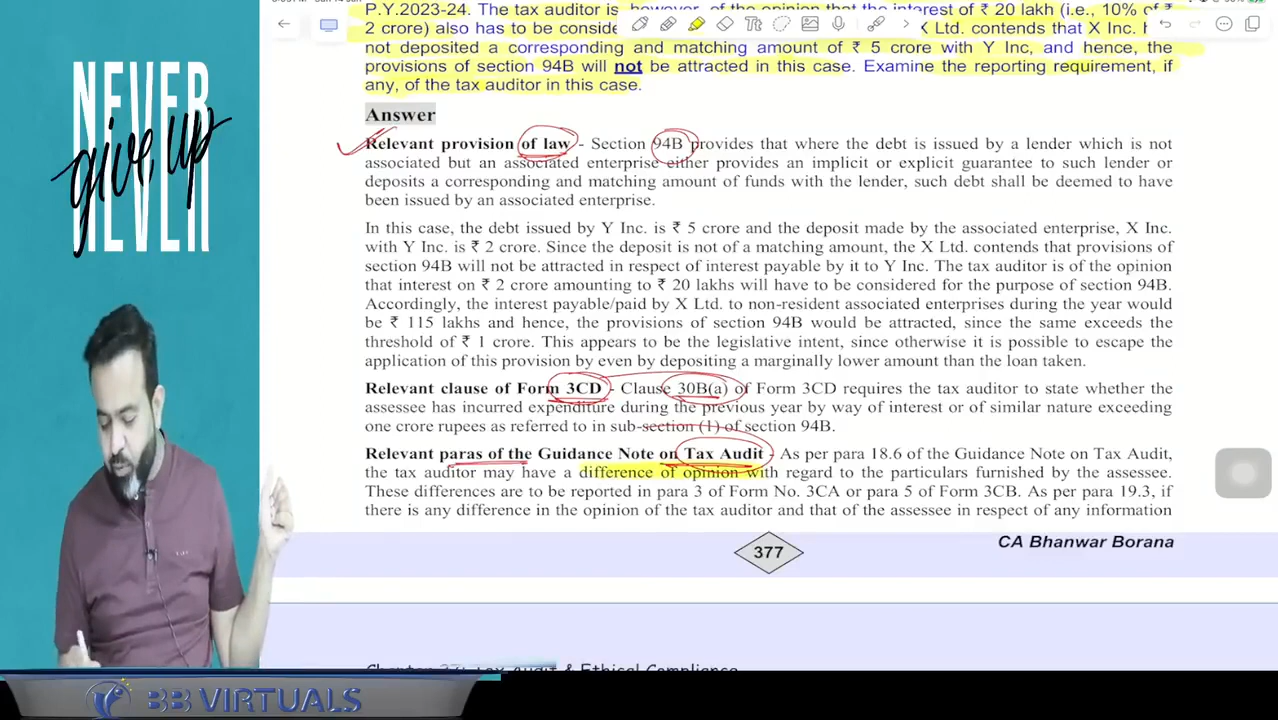 P.Y.2023-24. The tax auditor is, however, of the opinion that the interest of ₹ 20 lakh (i.e., 10% of ₹
2 crore) also has to be conside X Ltd. contends that X Inc.
not deposited a corresponding and matching amount of ₹ 5 crore with Y Inc, and hence, the
provisions of section 94B will not be attracted in this case. Examine the reporting requirement, if
any, of the tax auditor in this case.
Answer
Relevant provision of law - Section 94B provides that where the debt is issued by a lender which is not
associated but an associated enterprise either provides an implicit or explicit guarantee to such lender or
deposits a corresponding and matching amount of funds with the lender, such debt shall be deemed to have
been issued by an associated enterprise.
In this case, the debt issued by Y Inc. is ₹ 5 crore and the deposit made by the associated enterprise, X Inc.
with Y Inc. is ₹ 2 crore. Since the deposit is not of a matching amount, the X Ltd. contends that provisions of
section 94B will not be attracted in respect of interest payable by it to Y Inc. The tax auditor is of the opinion
that interest on ₹ 2 crore amounting to ₹ 20 lakhs will have to be considered for the purpose of section 94B.
Accordingly, the interest payable/paid by X Ltd. to non-resident associated enterprises during the year would
be ₹ 115 lakhs and hence, the provisions of section 94B would be attracted, since the same exceeds the
threshold of ₹ 1 crore. This appears to be the legislative intent, since otherwise it is possible to escape the
application of this provision by even by depositing a marginally lower amount than the loan taken.
Relevant clause of Form 3CD - Clause 30B(a) of Form 3CD requires the tax auditor to state whether the
assessee has incurred expenditure during the previous year by way of interest or of similar nature exceeding
one crore rupees as referred to in sub-section (1) of section 94B.
Relevant paras of the Guidance Note on Tax Audit - As per para 18.6 of the Guidance Note on Tax Audit,
the tax auditor may have a difference of opinion with regard to the particulars furnished by the assessee.
These differences are to be reported in para 3 of Form No. 3CA or para 5 of Form 3CB. As per para 19.3, if
there is any difference in the opinion of the tax auditor and that of the assessee in respect of any information
377
CA Bhanwar Borana
Tax Audit & Ethical Compliance
NEVER
give up
NEVER
BB VIRTUALS